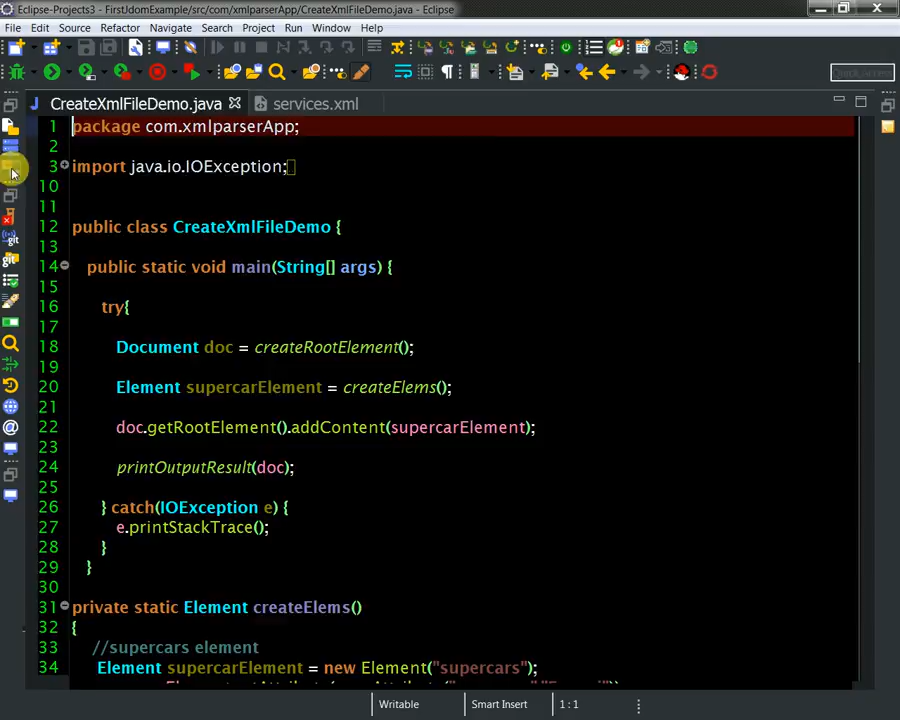 Eclipse-Projects3 - FirstJdomExample/src/com/xmlparserApp/CreateXmlFileDemo.java - Eclipse
File Edit Source Refactor Navigate Search Project Run Window Help
Quick Access
CreateXmlFileDemo.java services.xml
1 package com.xmlparserApp;
2
3 import java.io.IOException;
10
11
12 public class CreateXmlFileDemo {
13
14 public static void main(String[] args) {
15
16 try{
17
18 Document doc = createRootElement();
19
20 Element supercarElement = createElems();
21
22 doc.getRootElement().addContent(supercarElement);
23
24 printOutputResult(doc);
25
26 } catch(IOException e) {
27 e.printStackTrace();
28 }
29 }
30
31 private static Element createElems()
32 {
33 //supercars element
34 Element supercarElement = new Element("supercars");
Writable Smart Insert 1 : 1